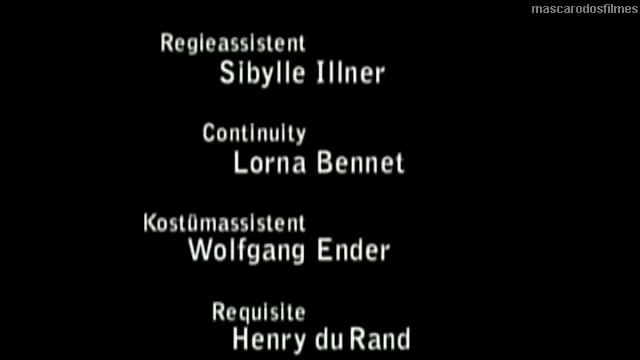 mascarodosfilmes
Regieassistent
Sibylle Illner
Continuity
Lorna Bennet
Kostümassistent
Wolfgang Ender
Requisite
Henry du Rand